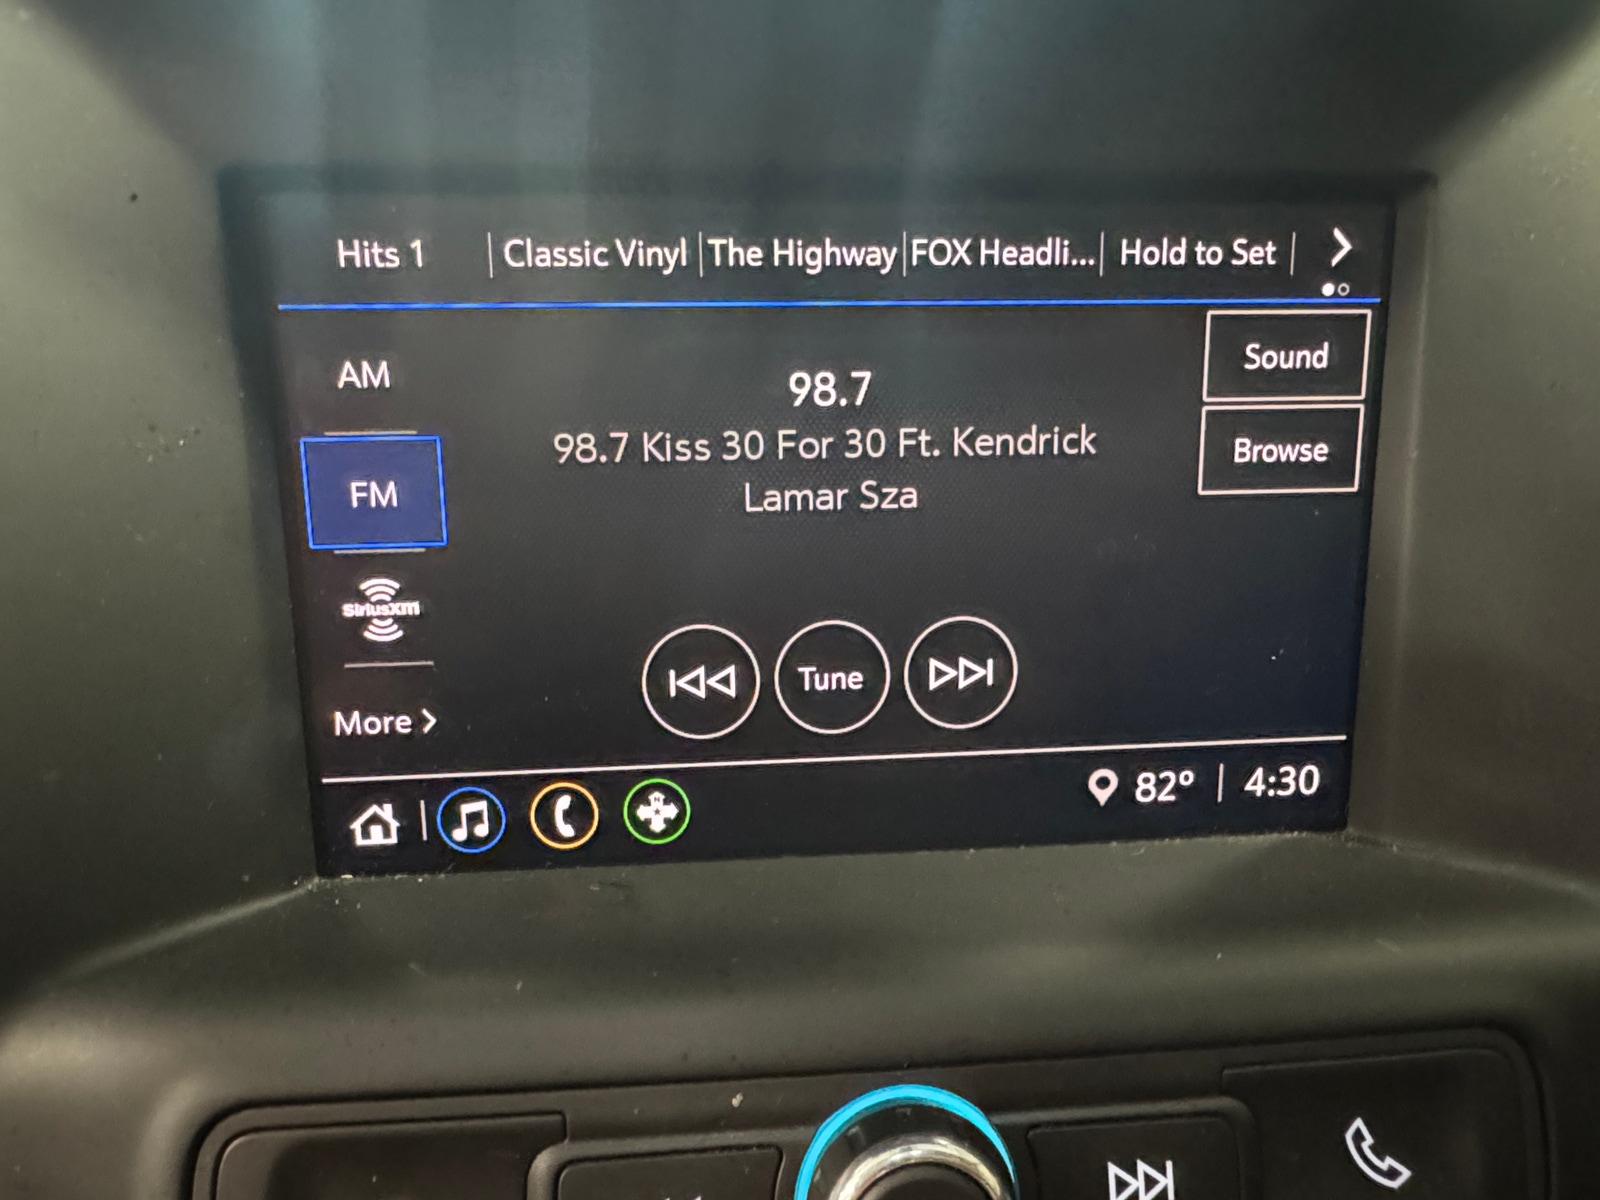 Hits 1
Classic Vinyl
The Highway
FOX Headli...
Hold to Set
AM
98.7
Sound
98.7 Kiss 30 For 30 Ft. Kendrick
Lamar Sza
Browse
FM
SiriusXM
Tune
More
82°
4:30